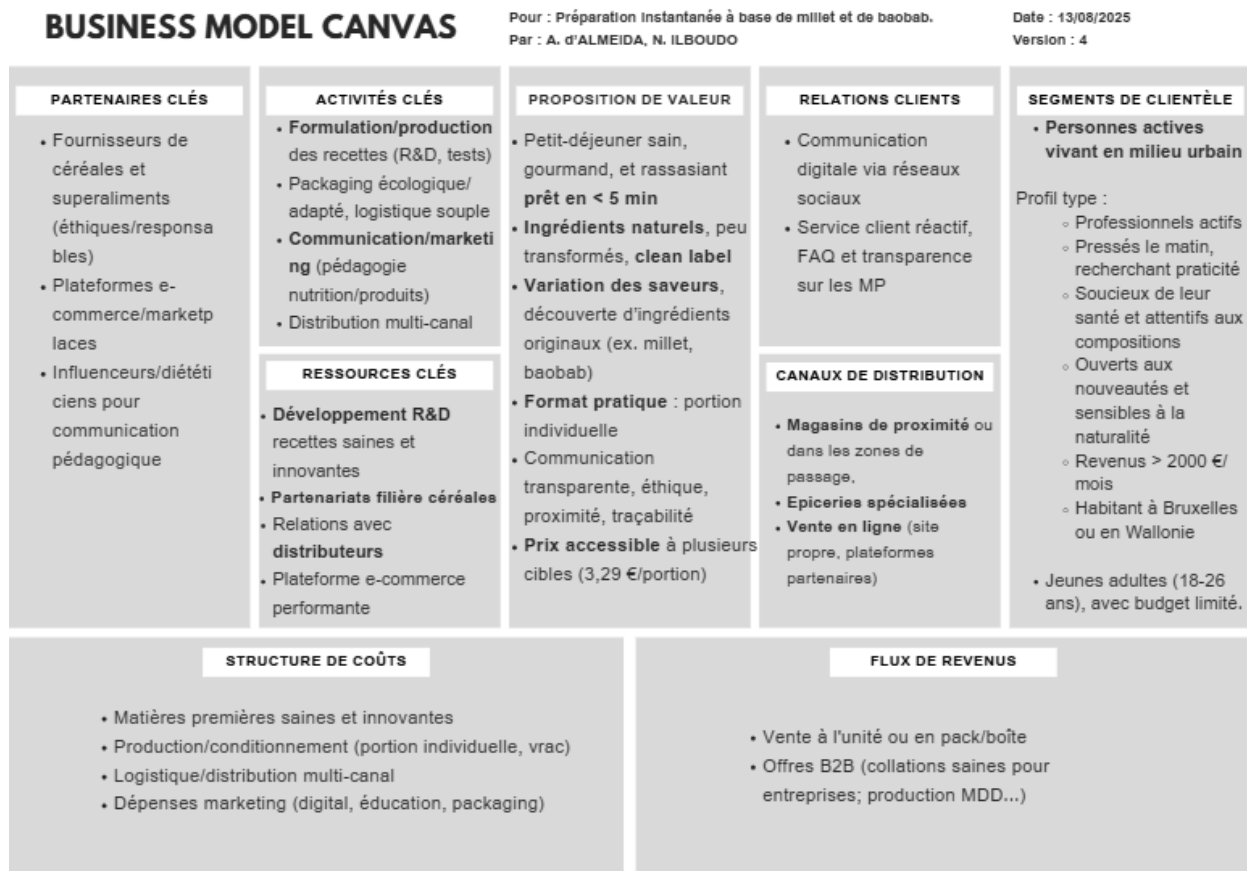 BUSINESS MODEL CANVAS
Pour : Préparation instantanée à base de millet et de baobab.
Par : A. d'ALMEIDA, N. ILBOUDO
Date : 13/08/2025
Version : 4
PARTENAIRES CLÉS
• Fournisseurs de
céréales et
superaliments
(éthiques/responsa
bles)
• Plateformes e-
commerce/marketp
laces
• Influenceurs/diététi
ciens pour
communication
pédagogique
ACTIVITÉS CLÉS
• Formulation/production
des recettes (R&D, tests)
• Packaging écologique/
adapté, logistique souple
• Communication/marketi
ng (pédagogie
nutrition/produits)
• Distribution multi-canal
RESSOURCES CLÉS
• Développement R&D
recettes saines et
innovantes
• Partenariats filière céréales
• Relations avec
distributeurs
• Plateforme e-commerce
performante
PROPOSITION DE VALEUR
• Petit-déjeuner sain,
gourmand, et rassasiant
prêt en < 5 min
• Ingrédients naturels, peu
transformés, clean label
• Variation des saveurs,
découverte d'ingrédients
originaux (ex. millet,
baobab)
• Format pratique : portion
individuelle
• Communication
transparente, éthique,
proximité, traçabilité
• Prix accessible à plusieurs
cibles (3,29 €/portion)
RELATIONS CLIENTS
• Communication
digitale via réseaux
sociaux
• Service client réactif,
FAQ et transparence
sur les MP
CANAUX DE DISTRIBUTION
• Magasins de proximité ou
dans les zones de
passage,
• Epiceries spécialisées
• Vente en ligne (site
propre, plateformes
partenaires)
SEGMENTS DE CLIENTÈLE
• Personnes actives
vivant en milieu urbain
Profil type :
◦ Professionnels actifs
◦ Pressés le matin,
recherchant praticité
◦ Soucieux de leur
santé et attentifs aux
compositions
◦ Ouverts aux
nouveautés et
sensibles à la
naturalité
◦ Revenus > 2000 €/
mois
◦ Habitant à Bruxelles
ou en Wallonie
• Jeunes adultes (18-26
ans), avec budget limité.
STRUCTURE DE COÛTS
• Matières premières saines et innovantes
• Production/conditionnement (portion individuelle, vrac)
• Logistique/distribution multi-canal
• Dépenses marketing (digital, éducation, packaging)
FLUX DE REVENUS
• Vente à l'unité ou en pack/boîte
• Offres B2B (collations saines pour
entreprises; production MDD...)